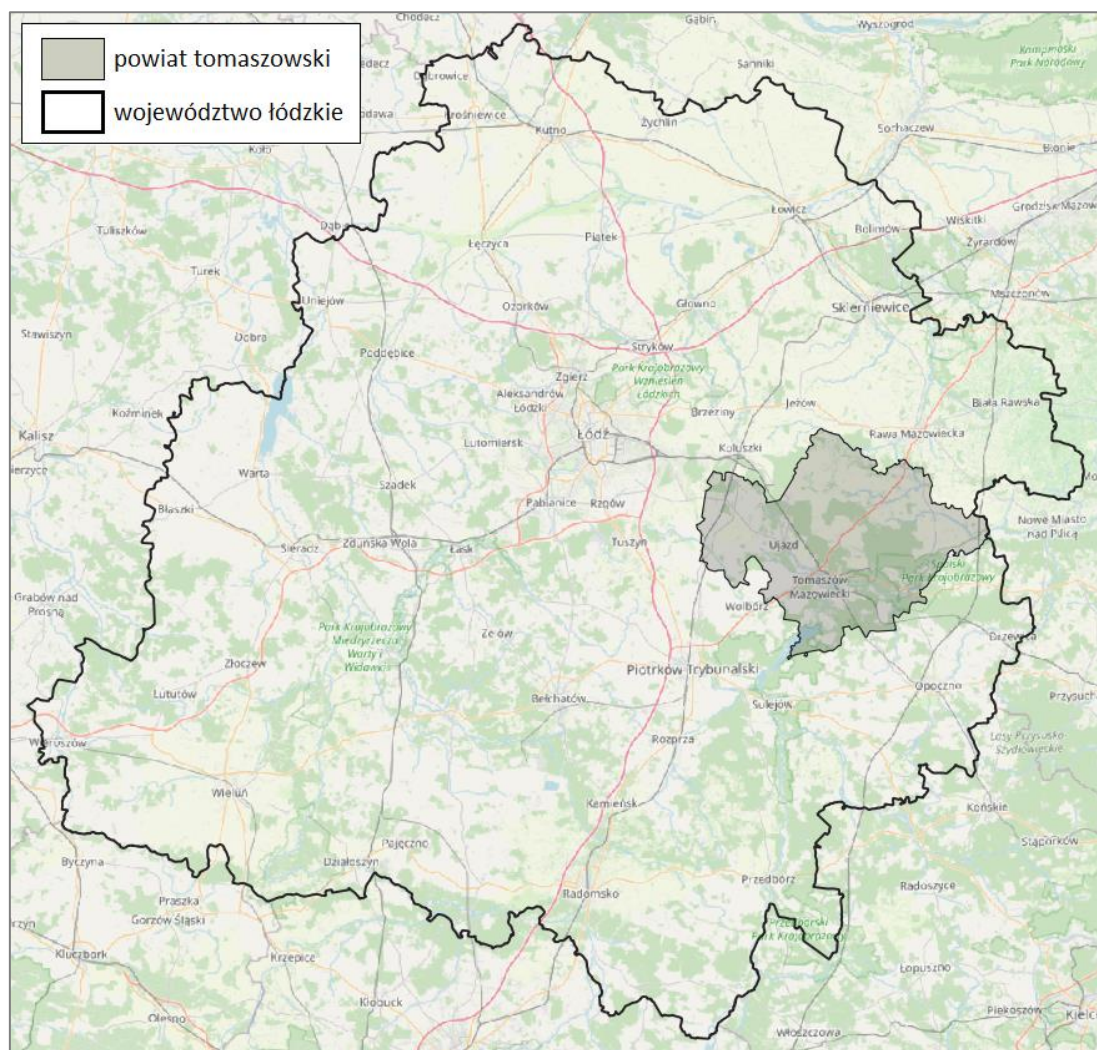 powiat tomaszowski
województwo łódzkie
Chodecz
Gąbin
Wyszogród
Dąbrowice
Sanniki
Kampinoski
Park Narodowy
Krośniewice
Kutno
Żychlin
Sochaczew
Błonie
Koło
Łowicz
Wiskitki
Grodzisk Mazow
Tuliszków
Łęczyca
Piątek
Bolimów
Żyrardów
Turek
Uniejów
Ozorków
Głowno
Skierniewice
Mszczonów
Stawiszyn
Dobra
Poddębice
Stryków
Zgierz
Park Krajobrazowy
Wzniesień
Łódzkich
Aleksandrów
Łódzki
Koźminek
Brzeziny
Jeżów
Biała Rawska
Kalisz
Lutomiersk
Łódź
Rawa Mazowiecka
Koluszki
Warta
Szadek
Pabianice
Rzgów
Błaszki
Nowe Miasto
nad Pilicą
Sieradz
Zduńska Wola
Łask
Tuszyn
Ujazd
Spalski
Park Krajobrazowy
Tomaszów
Mazowiecki
Grabów nad
Prosną
Wolbórz
Park Krajobrazowy
Międzyrzecza
Warty i
Widawki
Zelów
Drzewica
Złoczew
Piotrków Trybunalski
Lututów
Bełchatów
Opoczno
Przysucha
Sulejów
Wieruszów
Rozprza
Lasy Przysusko-
Szydłowieckie
Wieluń
Kamieńsk
Końskie
Pajęczno
Stąporków
Byczyna
Działoszyn
Przedbórz
Radoszyce
Praszka
Radomsko
Gorzów Śląski
Przedborski
Park Krajobrazowy
Kluczbork
Krzepice
Łopuszno
Kłobuck
Piekoszów
Olesno
Włoszczowa
Kielc